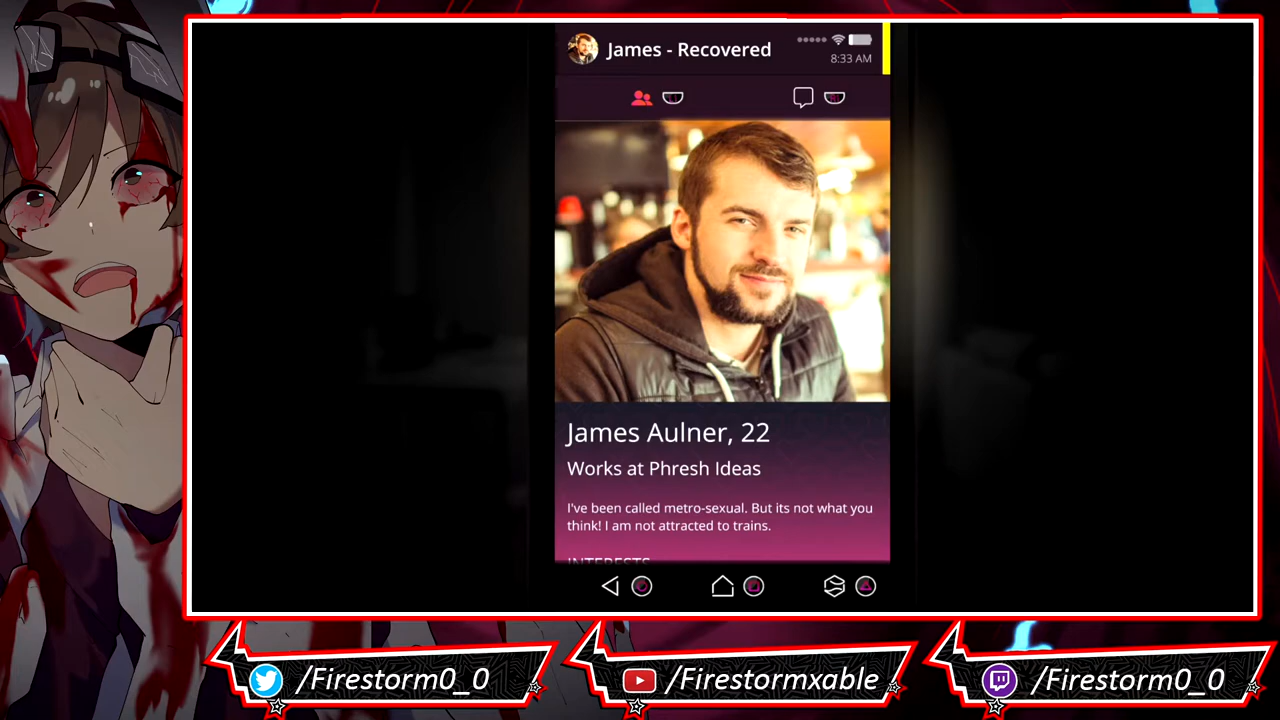 James - Recovered
8:33 AM
James Aulner, 22
Works at Phresh Ideas
I've been called metro-sexual. But its not what you
think! I am not attracted to trains.
INTERESTS
/Firestorm0_0
/Firestormxable
/Firestorm0_0